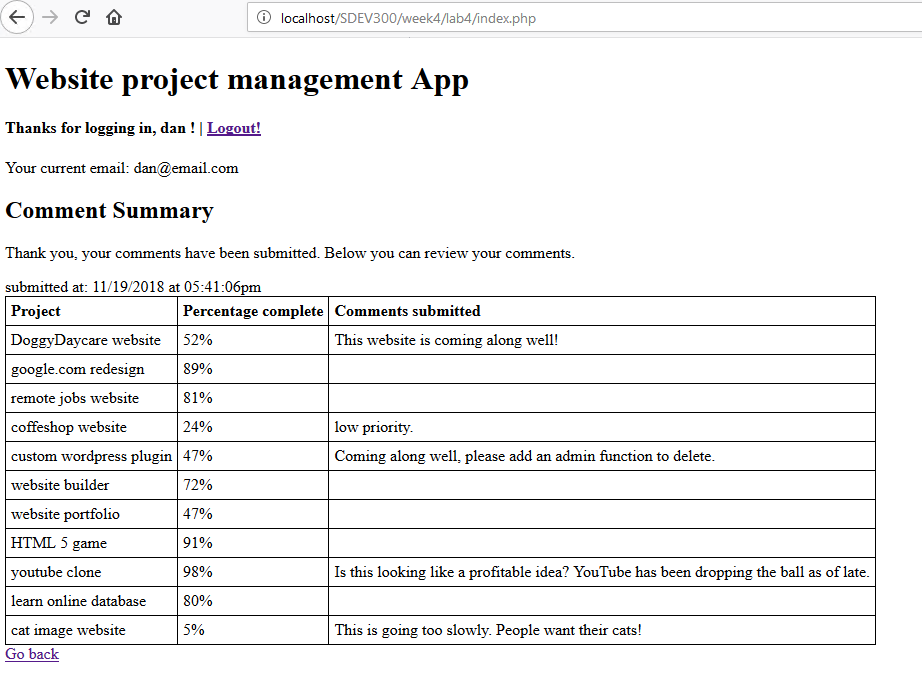 localhost/SDEV300/week4/lab4/index.php
Website project management App
Thanks for logging in, dan ! | Logout!
Your current email: dan@email.com
Comment Summary
Thank you, your comments have been submitted. Below you can review your comments.
submitted at: 11/19/2018 at 05:41:06pm
Project Percentage complete Comments submitted
DoggyDaycare website 52% This website is coming along well!
google.com redesign 89%
remote jobs website 81%
coffeshop website 24% low priority.
custom wordpress plugin 47% Coming along well, please add an admin function to delete.
website builder 72%
website portfolio 47%
HTML 5 game 91%
youtube clone 98% Is this looking like a profitable idea? YouTube has been dropping the ball as of late.
learn online database 80%
cat image website 5% This is going too slowly. People want their cats!
Go back